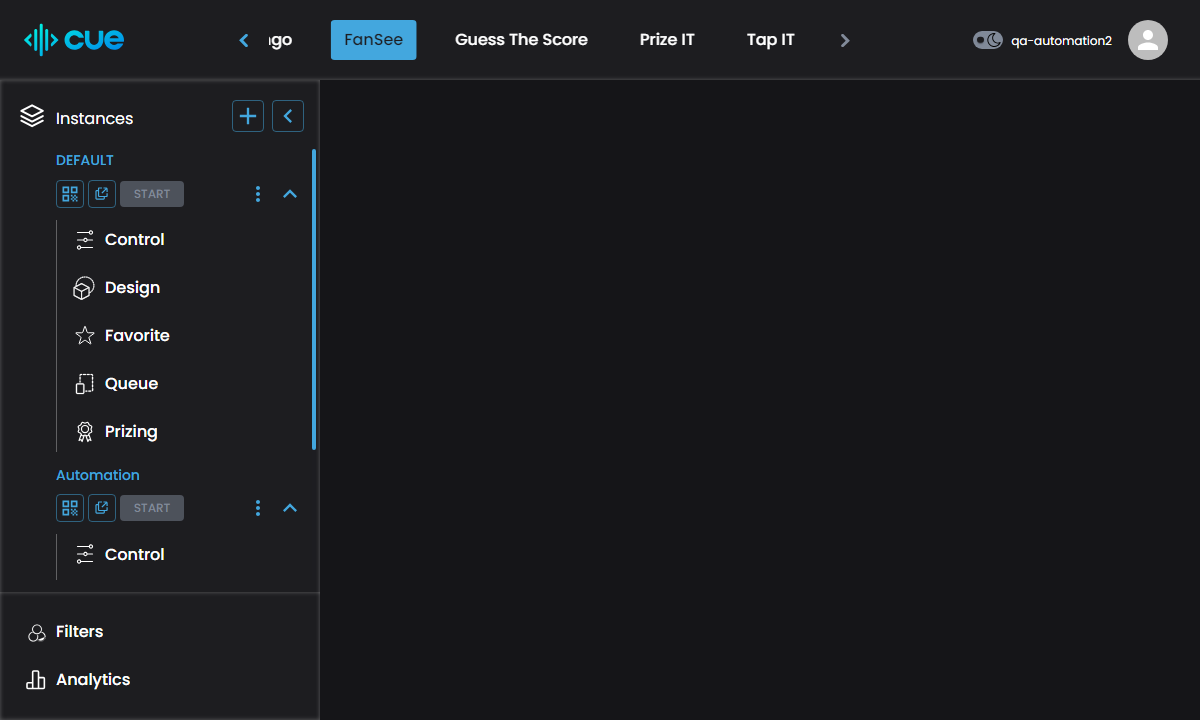 cue
ngo
FanSee
Guess The Score
Prize IT
Tap IT
qa-automation2
Instances
DEFAULT
START
Control
Design
Favorite
Queue
Prizing
Automation
START
Control
Filters
Analytics